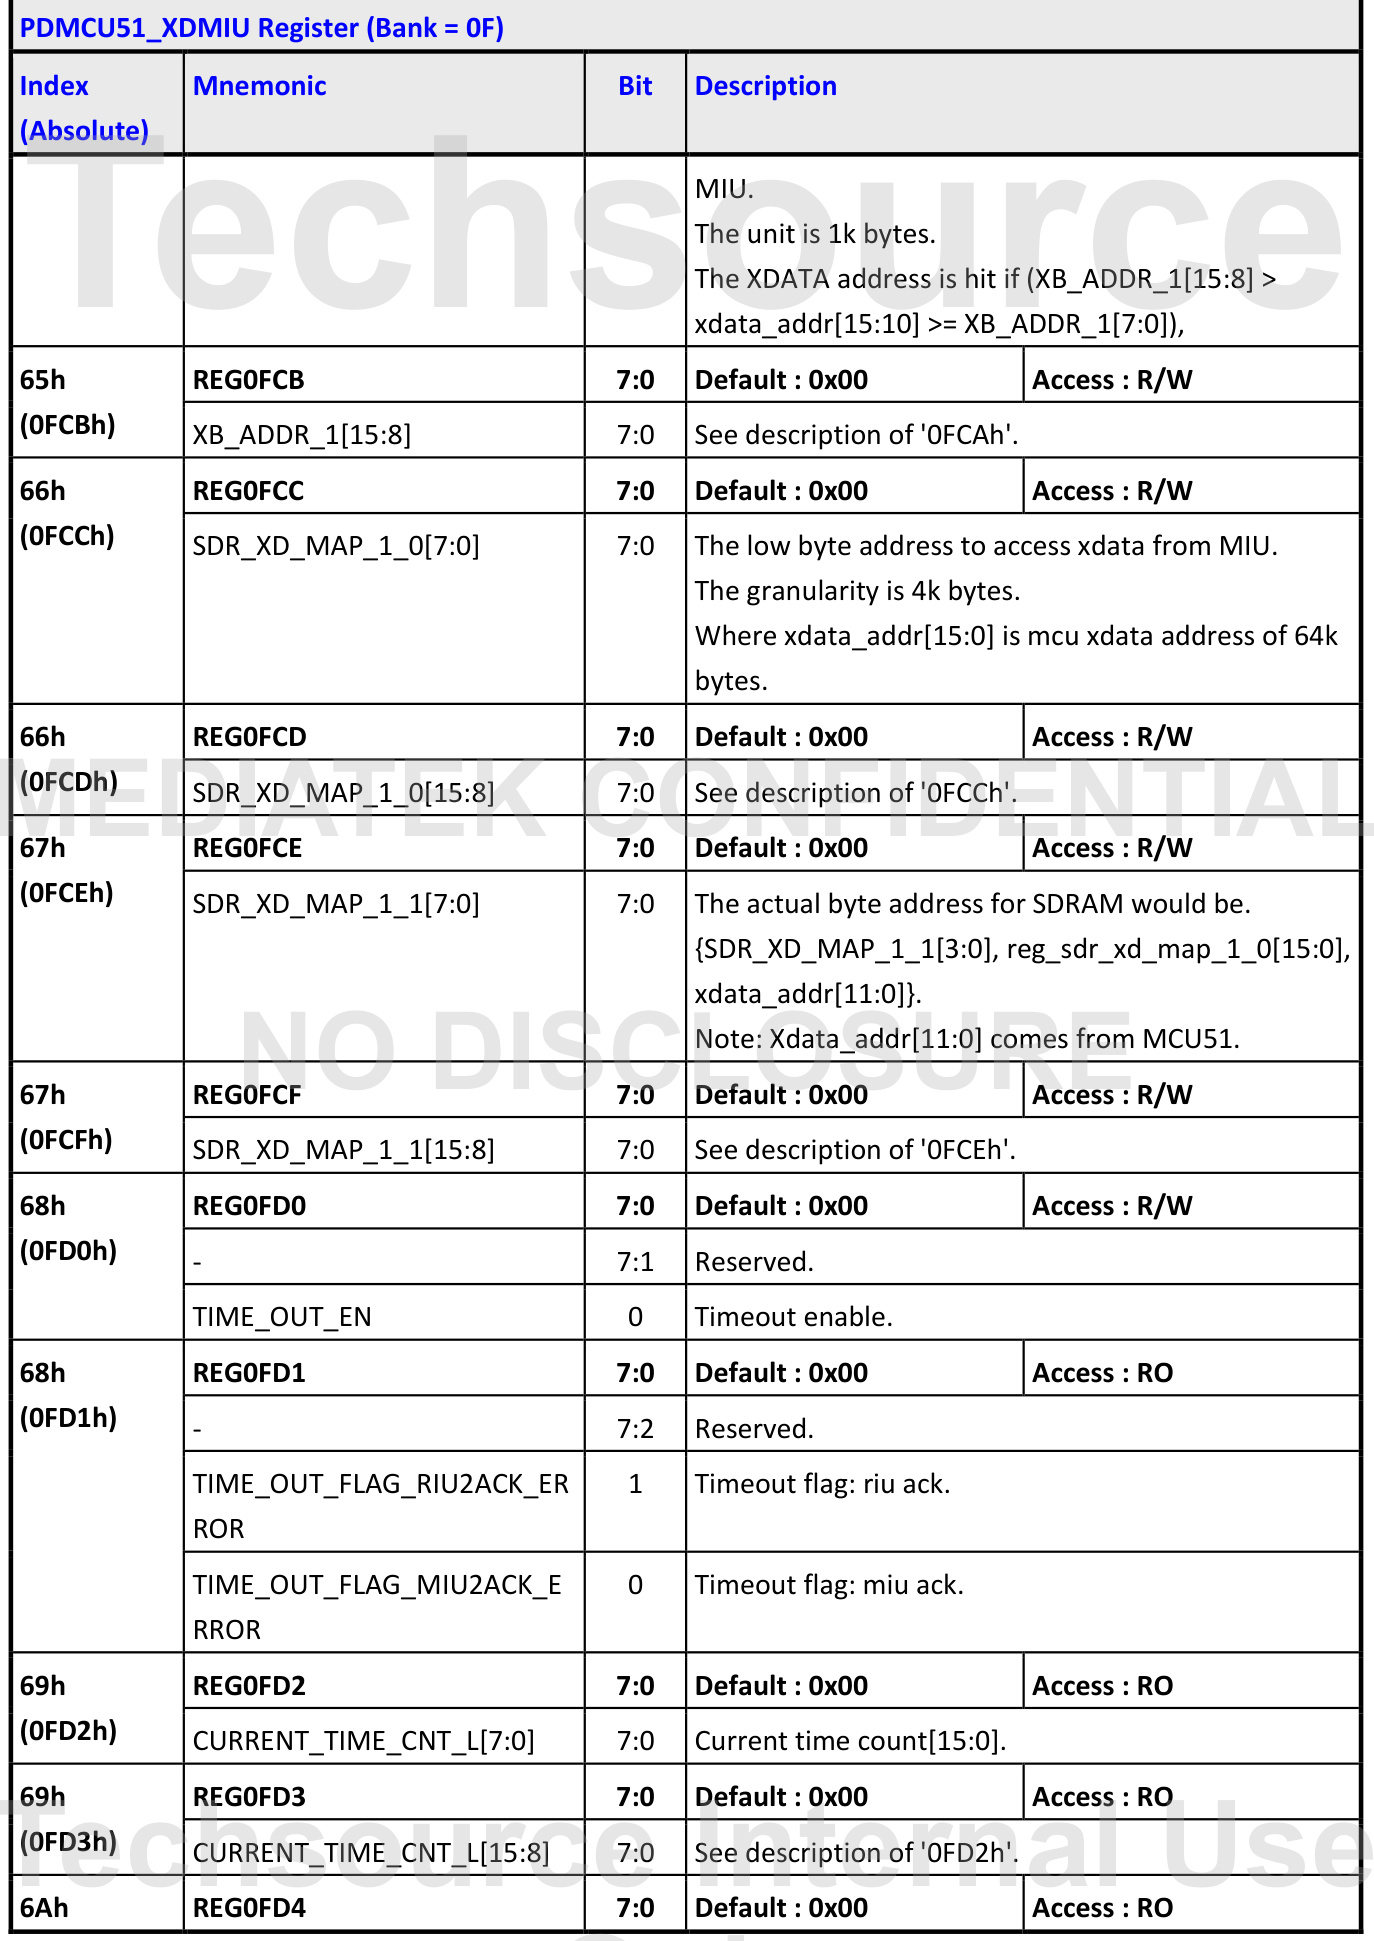 PDMCU51_XDMIU Register (Bank = 0F)
Index
(Absolute)
Mnemonic
Bit
Description
MIU.
The unit is 1k bytes.
The XDATA address is hit if (XB_ADDR_1[15:8] >
xdata_addr[15:10] >= XB_ADDR_1[7:0]),
65h
(0FCBh)
REG0FCB
7:0
Default : 0x00
Access : R/W
XB_ADDR_1[15:8]
7:0
See description of '0FCAh'.
66h
(0FCCh)
REG0FCC
7:0
Default : 0x00
Access : R/W
SDR_XD_MAP_1_0[7:0]
7:0
The low byte address to access xdata from MIU.
The granularity is 4k bytes.
Where xdata_addr[15:0] is mcu xdata address of 64k
bytes.
66h
(0FCDh)
REG0FCD
7:0
Default : 0x00
Access : R/W
SDR_XD_MAP_1_0[15:8]
7:0
See description of '0FCCh'.
67h
(0FCEh)
REG0FCE
7:0
Default : 0x00
Access : R/W
SDR_XD_MAP_1_1[7:0]
7:0
The actual byte address for SDRAM would be.
{SDR_XD_MAP_1_1[3:0], reg_sdr_xd_map_1_0[15:0],
xdata_addr[11:0]}.
Note: Xdata_addr[11:0] comes from MCU51.
67h
(0FCFh)
REG0FCF
7:0
Default : 0x00
Access : R/W
SDR_XD_MAP_1_1[15:8]
7:0
See description of '0FCEh'.
68h
(0FD0h)
REG0FD0
7:0
Default : 0x00
Access : R/W
-
7:1
Reserved.
TIME_OUT_EN
0
Timeout enable.
68h
(0FD1h)
REG0FD1
7:0
Default : 0x00
Access : RO
-
7:2
Reserved.
TIME_OUT_FLAG_RIU2ACK_ER
ROR
1
Timeout flag: riu ack.
TIME_OUT_FLAG_MIU2ACK_E
RROR
0
Timeout flag: miu ack.
69h
(0FD2h)
REG0FD2
7:0
Default : 0x00
Access : RO
CURRENT_TIME_CNT_L[7:0]
7:0
Current time count[15:0].
69h
(0FD3h)
REG0FD3
7:0
Default : 0x00
Access : RO
CURRENT_TIME_CNT_L[15:8]
7:0
See description of '0FD2h'.
6Ah
REG0FD4
7:0
Default : 0x00
Access : RO
Techsource
MEDIATEK CONFIDENTIAL
NO DISCLOSURE
Techsource Internal Use